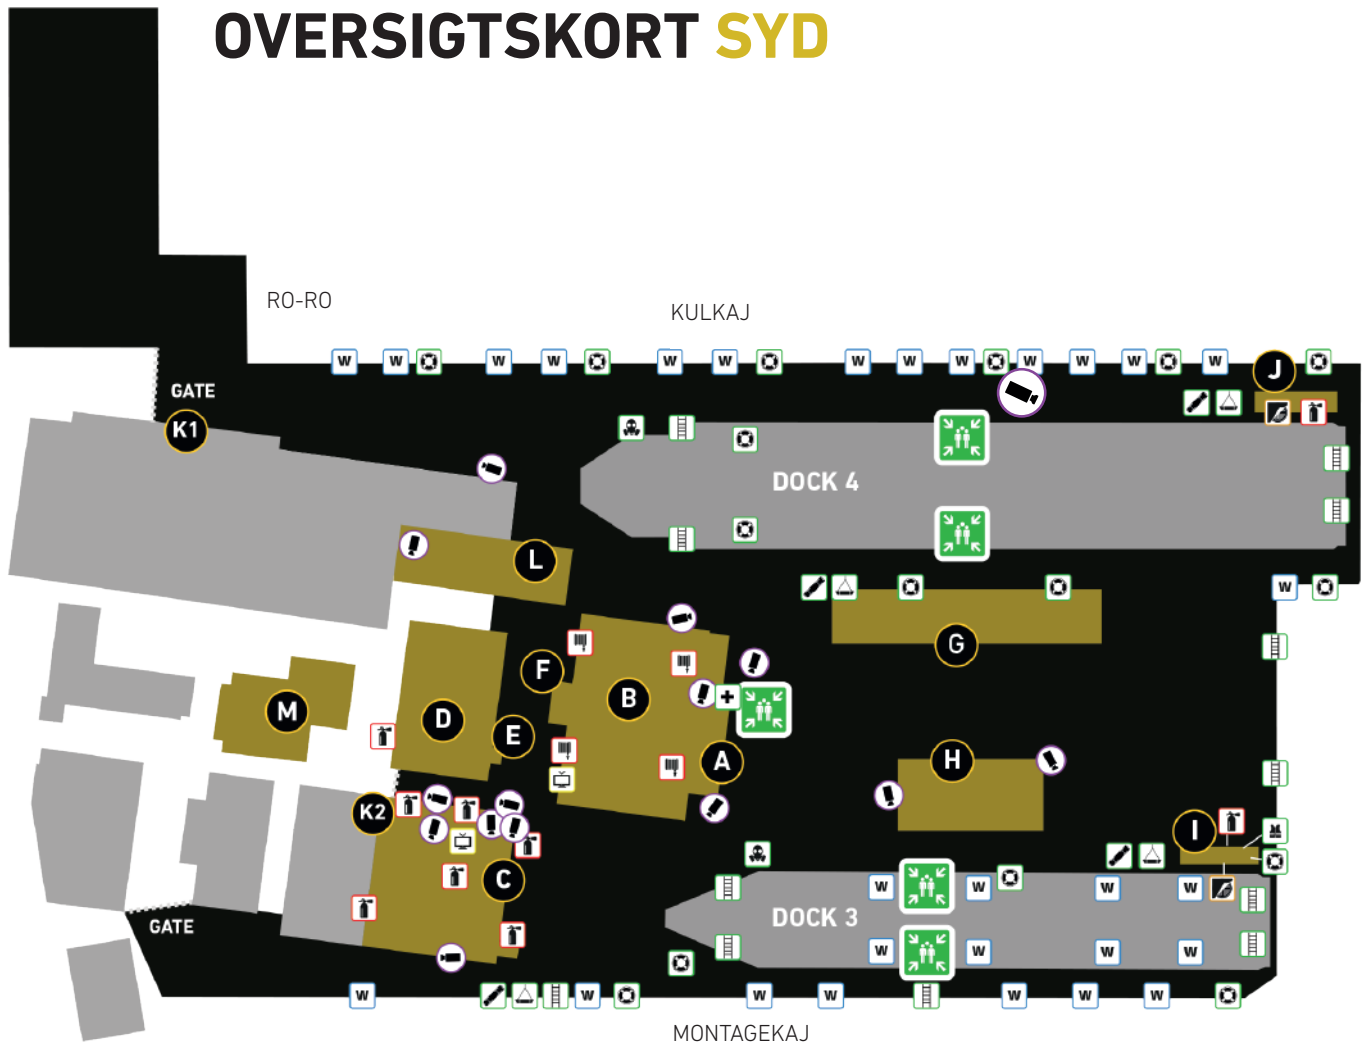 OVERSIGTSKORT SYD
RO-RO
KULKAJ
W W W W W W W W W W W W W
GATE
J
K1
DOCK 4
L
W
G
F
B
M
D
E
A
H
K2
I
C
W W W W
DOCK 3
GATE
W W W W
W W W W W W W
MONTAGEKAJ